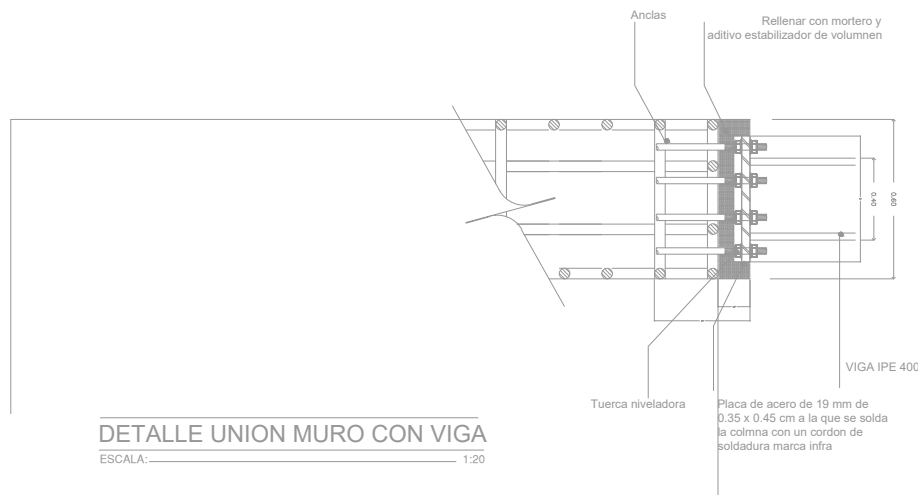 Anclas
Rellenar con mortero y
aditivo estabilizador de volumnen
0.40
0.60
VIGA IPE 400
Tuerca niveladora
Placa de acero de 19 mm de
0.35 x 0.45 cm a la que se solda
la colmna con un cordon de
soldadura marca infra
DETALLE UNION MURO CON VIGA
ESCALA: 1:20